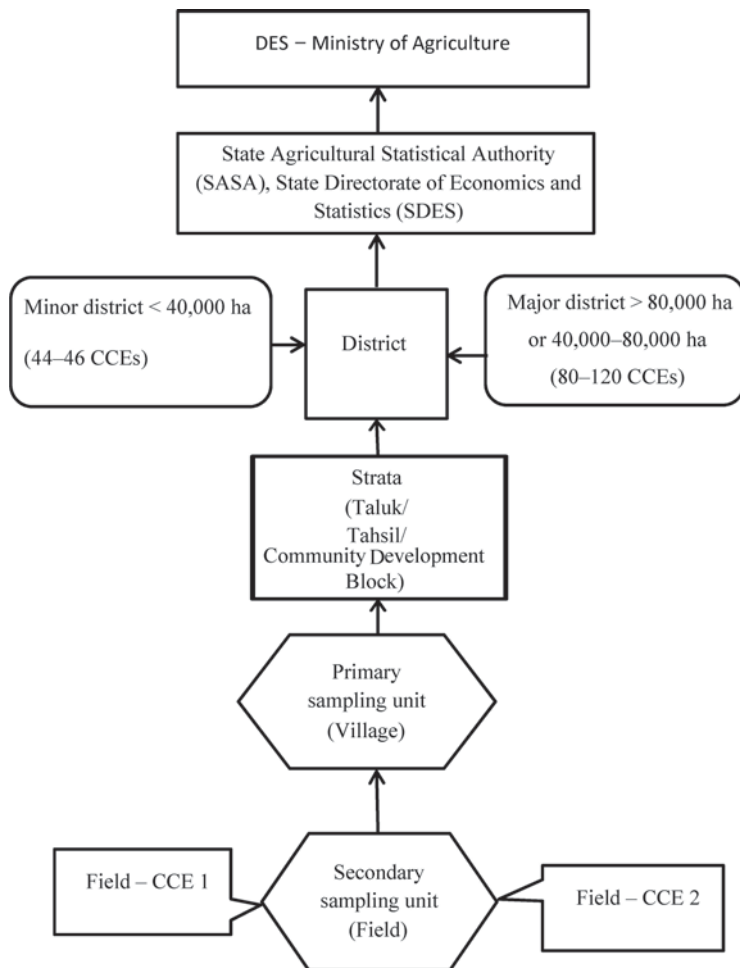 DES – Ministry of Agriculture
State Agricultural Statistical Authority
(SASA), State Directorate of Economics and
Statistics (SDES)
Minor district < 40,000 ha
(44–46 CCEs)
District
Major district > 80,000 ha
or 40,000–80,000 ha
(80–120 CCEs)
Strata
(Taluk/
Tahsil/
Community Development
Block)
Primary
sampling unit
(Village)
Field – CCE 1
Secondary
sampling unit
(Field)
Field – CCE 2